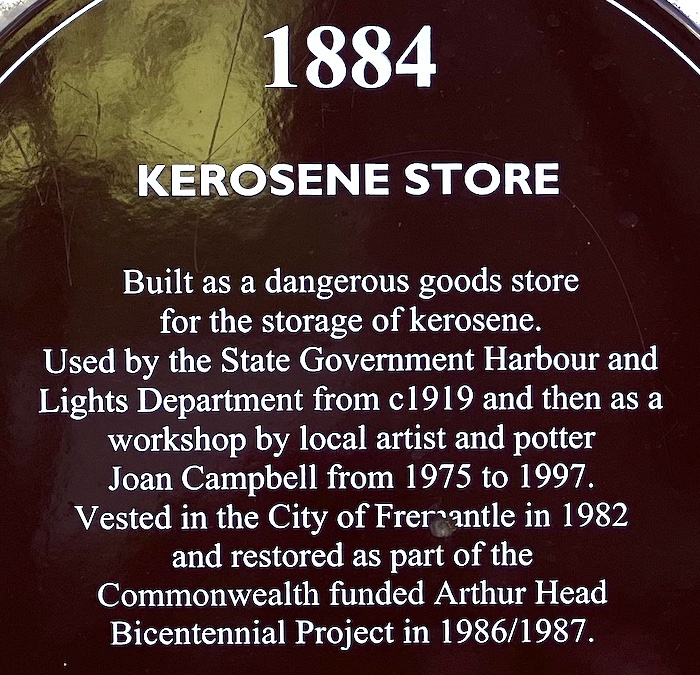 1884
KEROSENE STORE
Built as a dangerous goods store
for the storage of kerosene.
Used by the State Government Harbour and
Lights Department from c1919 and then as a
workshop by local artist and potter
Joan Campbell from 1975 to 1997.
Vested in the City of Fremantle in 1982
and restored as part of the
Commonwealth funded Arthur Head
Bicentennial Project in 1986/1987.